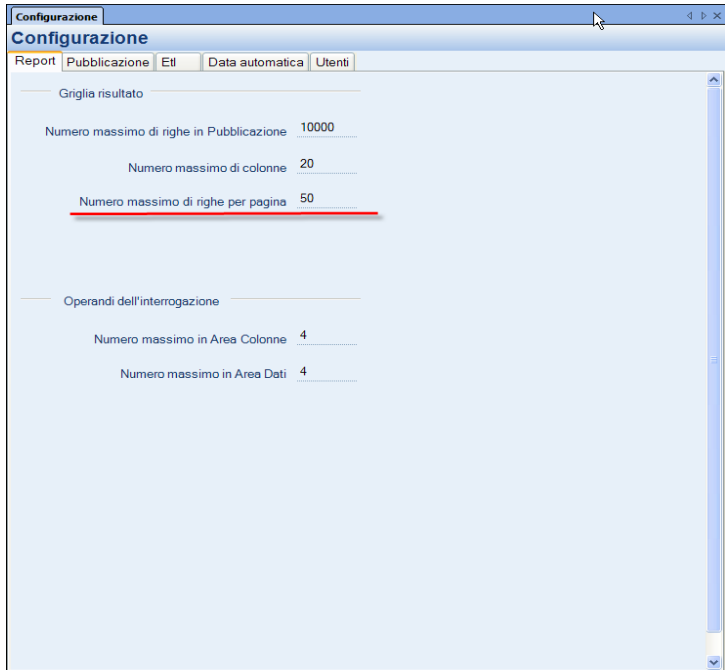 Configurazione
Configurazione
Report Pubblicazione Etl Data automatica Utenti
Griglia risultato
Numero massimo di righe in Pubblicazione 10000
Numero massimo di colonne 20
Numero massimo di righe per pagina 50
Operandi dell'interrogazione
Numero massimo in Area Colonne 4
Numero massimo in Area Dati 4